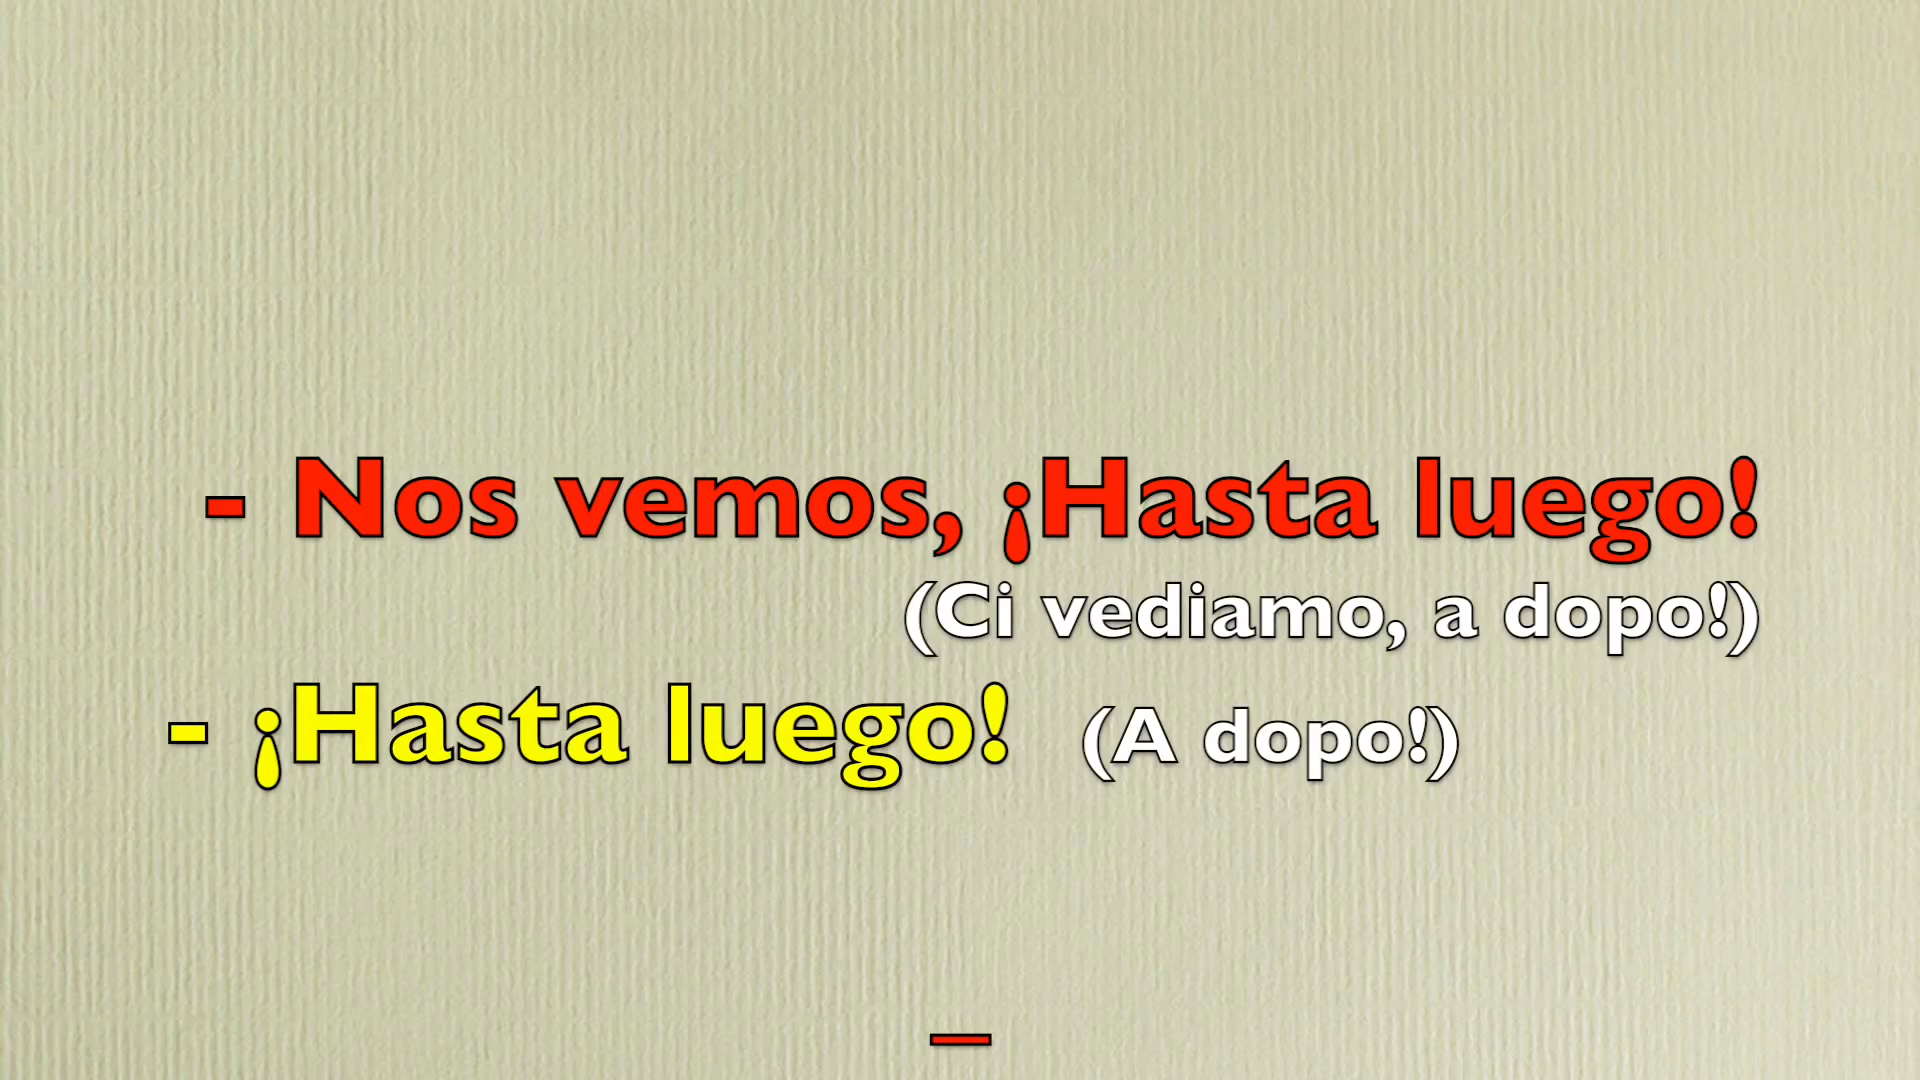 - Nos vemos, ¡Hasta luego!
(Ci vediamo, a dopo!)
- ¡Hasta luego! (A dopo!)
_